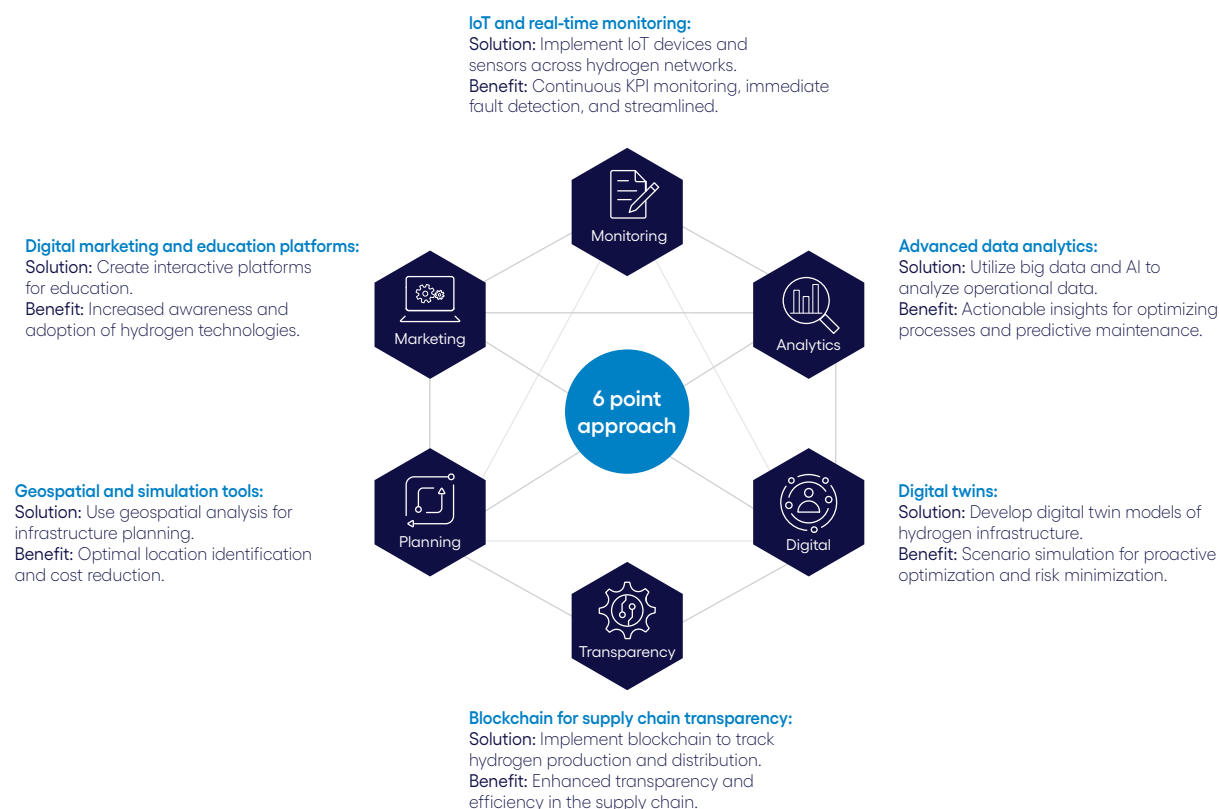 IoT and real-time monitoring:
Solution: Implement IoT devices and
sensors across hydrogen networks.
Benefit: Continuous KPI monitoring, immediate
fault detection, and streamlined.
Monitoring
Digital marketing and education platforms:
Solution: Create interactive platforms
for education.
Benefit: Increased awareness and
adoption of hydrogen technologies.
Marketing
Advanced data analytics:
Solution: Utilize big data and AI to
analyze operational data.
Benefit: Actionable insights for optimizing
processes and predictive maintenance.
Analytics
6 point
approach
Geospatial and simulation tools:
Solution: Use geospatial analysis for
infrastructure planning.
Benefit: Optimal location identification
and cost reduction.
Planning
Digital twins:
Solution: Develop digital twin models of
hydrogen infrastructure.
Benefit: Scenario simulation for proactive
optimization and risk minimization.
Digital
Transparency
Blockchain for supply chain transparency:
Solution: Implement blockchain to track
hydrogen production and distribution.
Benefit: Enhanced transparency and
efficiency in the supply chain.